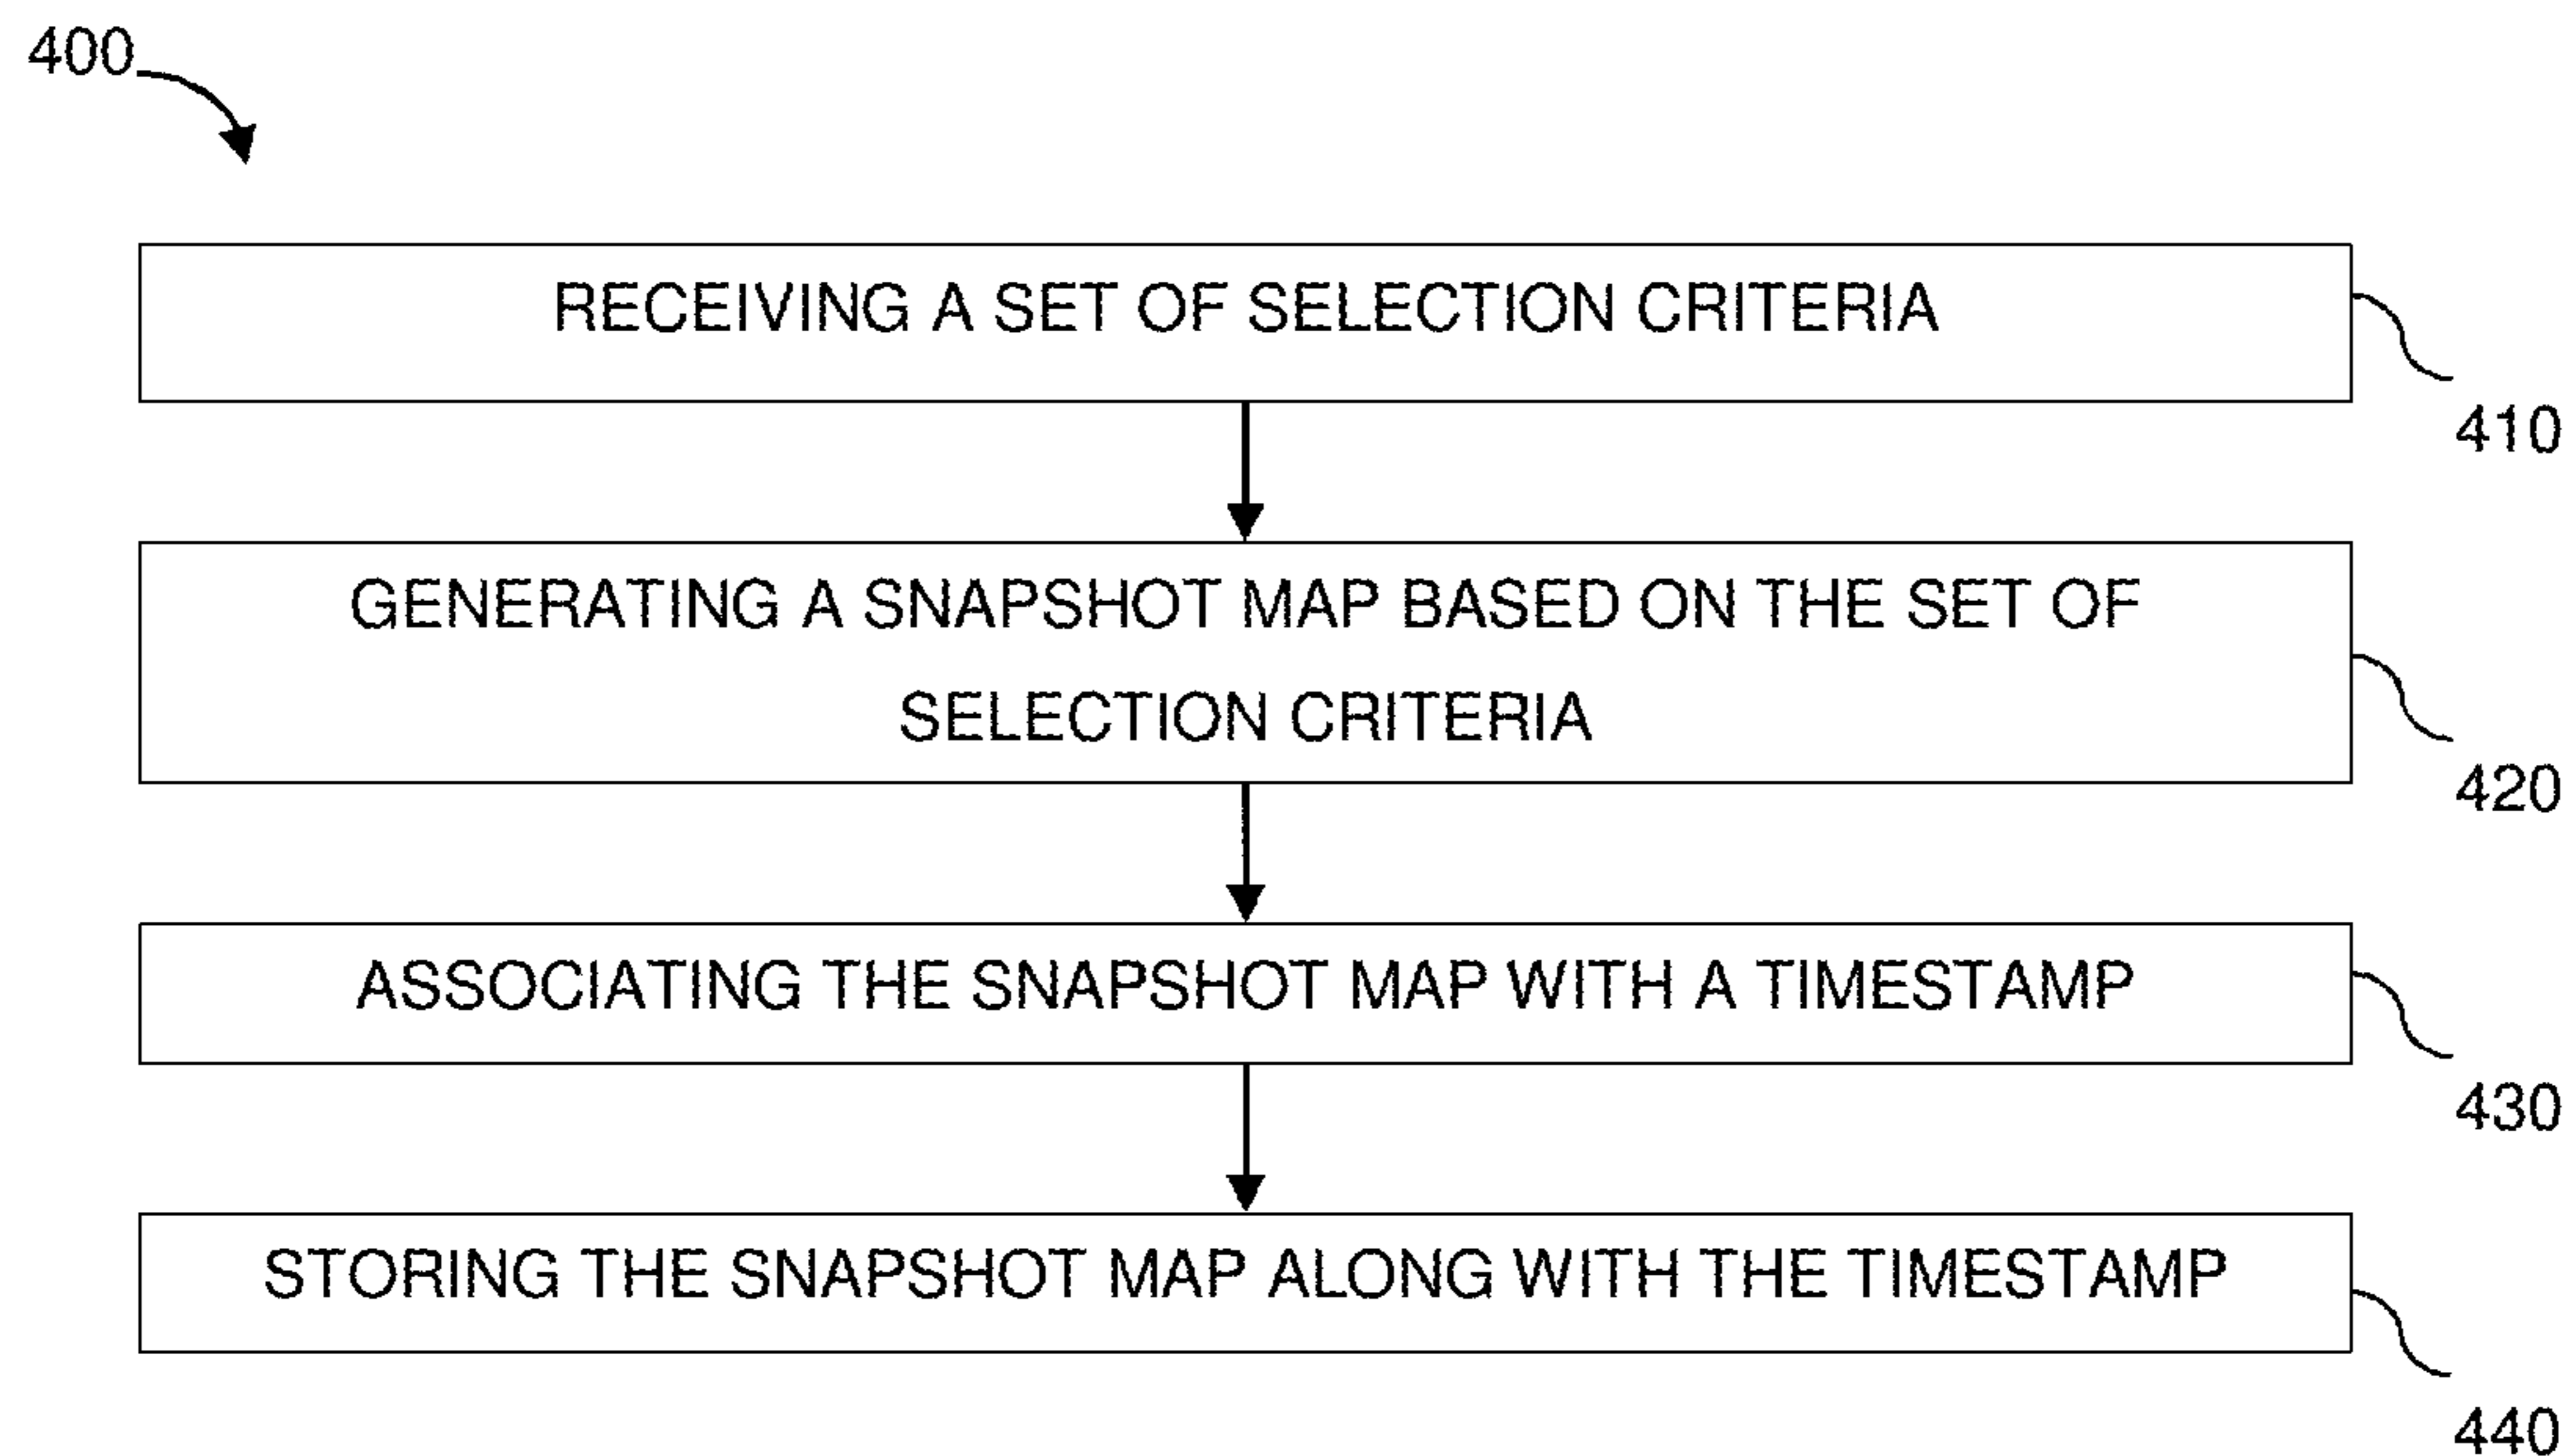 400
RECEIVING A SET OF SELECTION CRITERIA
410
GENERATING A SNAPSHOT MAP BASED ON THE SET OF
SELECTION CRITERIA
420
ASSOCIATING THE SNAPSHOT MAP WITH A TIMESTAMP
430
STORING THE SNAPSHOT MAP ALONG WITH THE TIMESTAMP
440